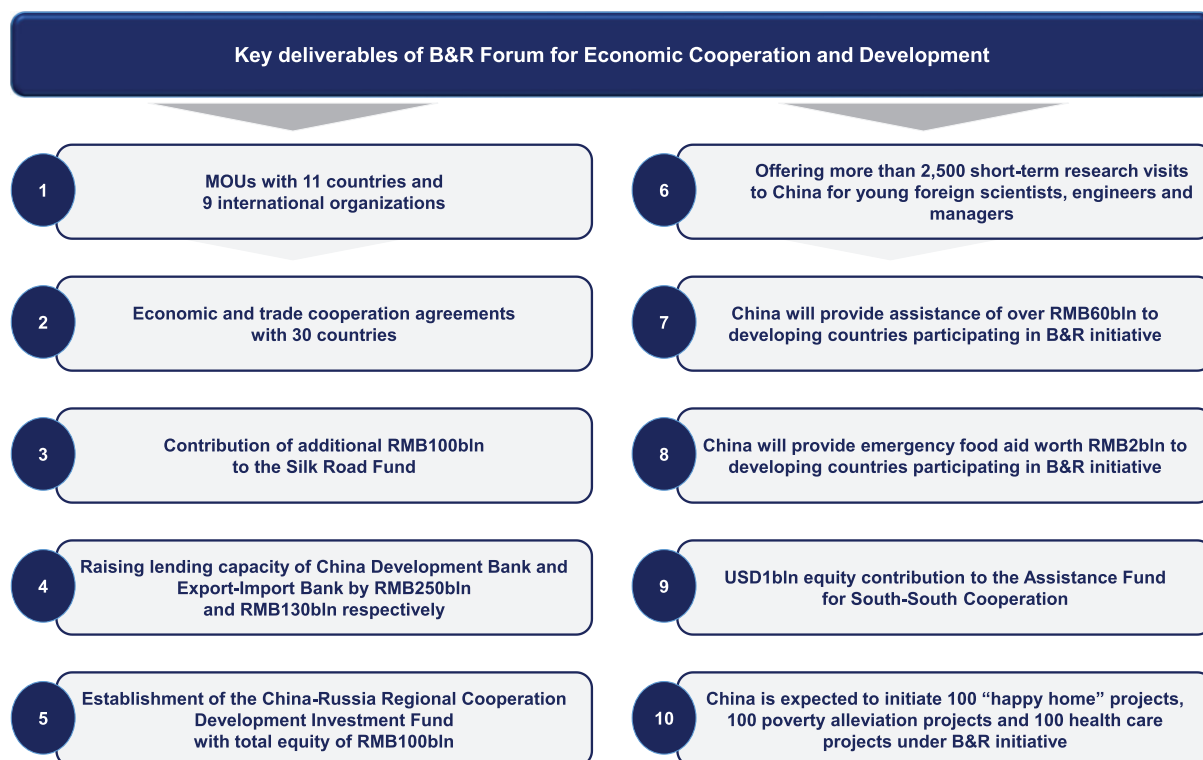 Key deliverables of B&R Forum for Economic Cooperation and Development
1
MOUs with 11 countries and
9 international organizations
2
Economic and trade cooperation agreements
with 30 countries
3
Contribution of additional RMB100bln
to the Silk Road Fund
4
Raising lending capacity of China Development Bank and
Export-Import Bank by RMB250bln
and RMB130bln respectively
5
Establishment of the China-Russia Regional Cooperation
Development Investment Fund
with total equity of RMB100bln
6
Offering more than 2,500 short-term research visits
to China for young foreign scientists, engineers and
managers
7
China will provide assistance of over RMB60bln to
developing countries participating in B&R initiative
8
China will provide emergency food aid worth RMB2bln to
developing countries participating in B&R initiative
9
USD1bln equity contribution to the Assistance Fund
for South-South Cooperation
10
China is expected to initiate 100 “happy home” projects,
100 poverty alleviation projects and 100 health care
projects under B&R initiative